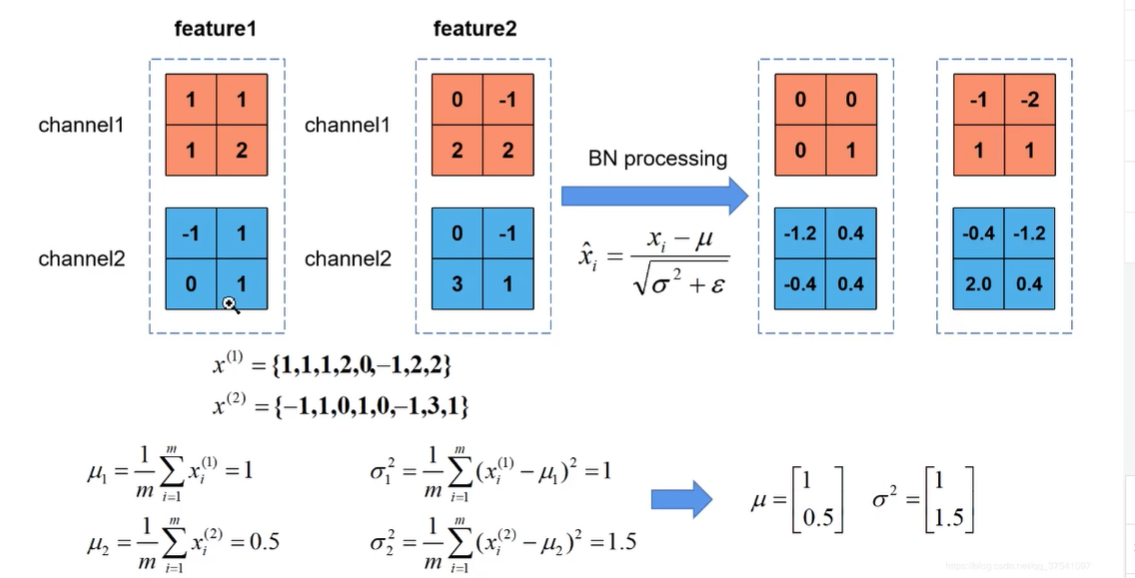 feature1 feature2
channel1 1 1 channel1 0 -1 0 0 -1 -2
1 2 2 2 0 1 1 1
BN processing
channel2 -1 1 channel2 0 -1 -1.2 0.4 -0.4 -1.2
0 1 3 1 -0.4 0.4 2.0 0.4
x̂ᵢ = (xᵢ − μ) / √(σ² + ε)
x⁽¹⁾ = {1,1,1,2,0,−1,2,2}
x⁽²⁾ = {−1,1,0,1,0,−1,3,1}
μ₁ = 1/m ∑ᵢ₌₁ᵐ xᵢ⁽¹⁾ = 1 σ₁² = 1/m ∑ᵢ₌₁ᵐ (xᵢ⁽¹⁾ − μ₁)² = 1
μ₂ = 1/m ∑ᵢ₌₁ᵐ xᵢ⁽²⁾ = 0.5 σ₂² = 1/m ∑ᵢ₌₁ᵐ (xᵢ⁽²⁾ − μ₂)² = 1.5
μ = [1 0.5] σ² = [1 1.5]